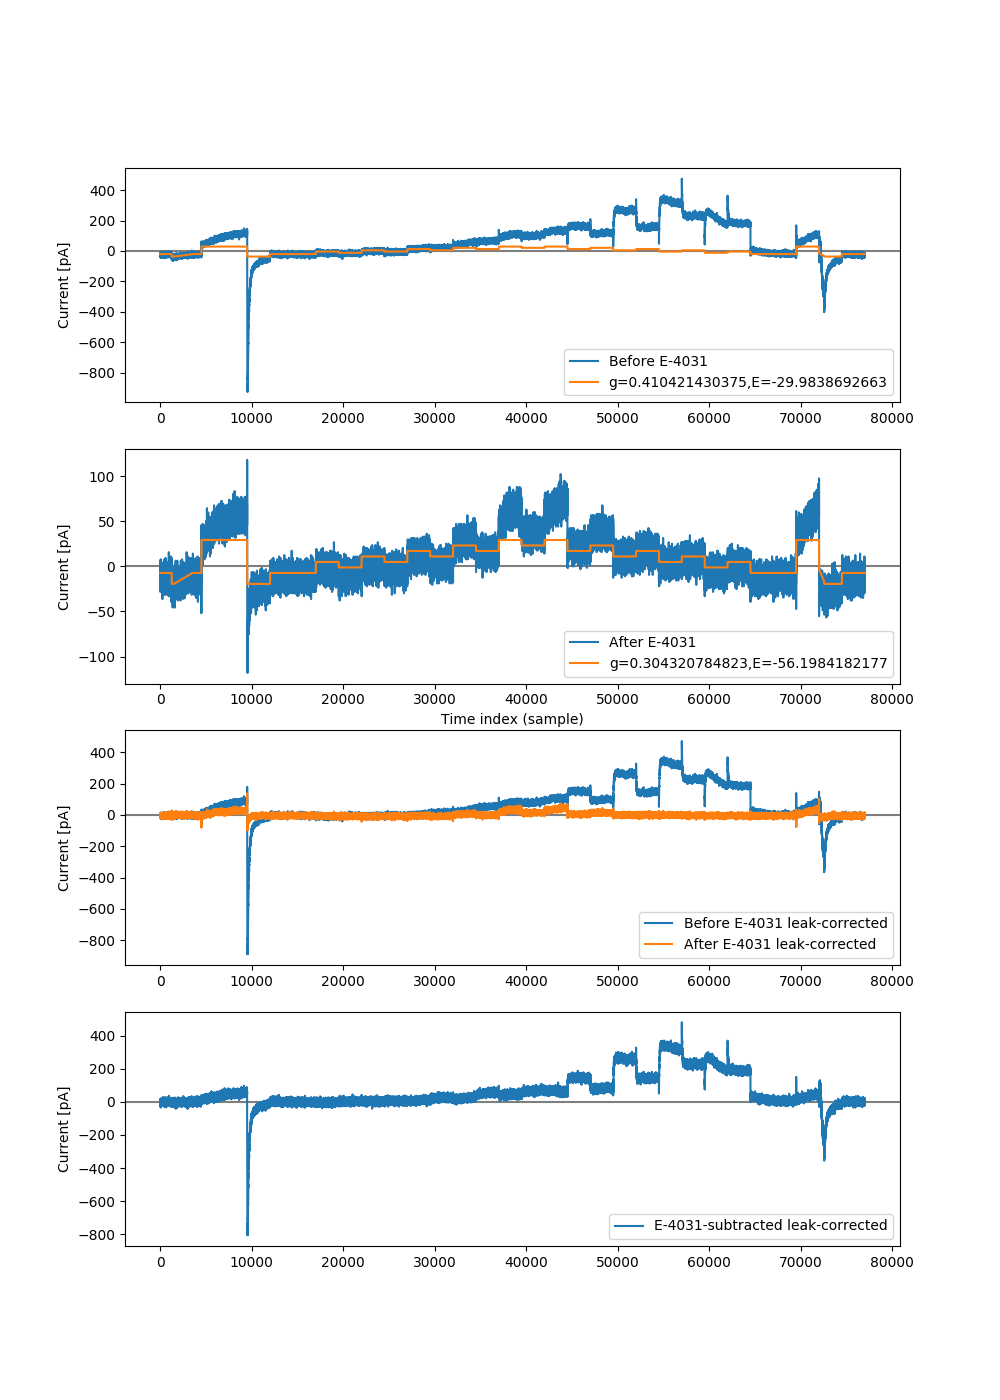 400
200
0
−200
−400
−600
−800
Current [pA]
Before E-4031
g=0.410421430375,E=-29.9838692663
0 10000 20000 30000 40000 50000 60000 70000 80000
100
50
0
−50
−100
Current [pA]
After E-4031
g=0.304320784823,E=-56.1984182177
0 10000 20000 30000 40000 50000 60000 70000 80000
Time index (sample)
400
200
0
−200
−400
−600
−800
Current [pA]
Before E-4031 leak-corrected
After E-4031 leak-corrected
0 10000 20000 30000 40000 50000 60000 70000 80000
400
200
0
−200
−400
−600
−800
Current [pA]
E-4031-subtracted leak-corrected
0 10000 20000 30000 40000 50000 60000 70000 80000